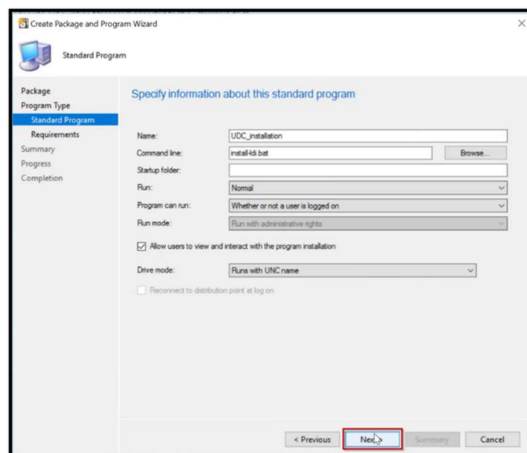 Create Package and Program Wizard
Standard Program
Package
Program Type
Standard Program
Requirements
Summary
Progress
Completion
Specify information about this standard program
Name: UDC_installation
Command line: install-ldi.bat Browse...
Startup folder:
Run: Normal
Program can run: Whether or not a user is logged on
Run mode: Run with administrative rights
Allow users to view and interact with the program installation
Drive mode: Runs with UNC name
Reconnect to distribution point at log on
< Previous Next > Summary Cancel